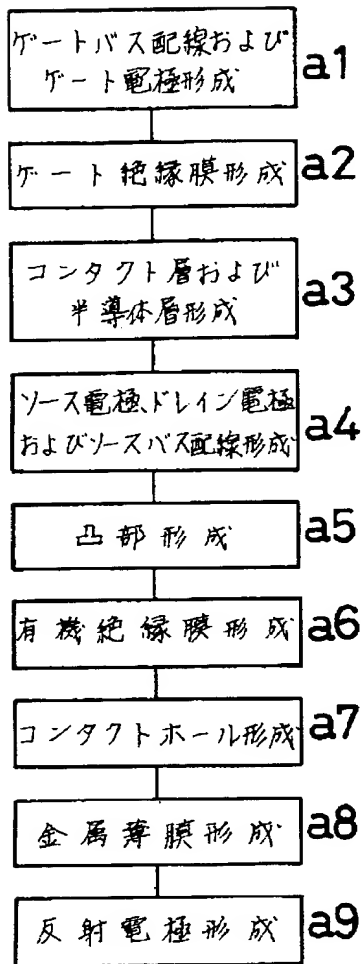 ゲートバス配線および
ゲート電極形成
a1
ゲート絶縁膜形成
a2
コンタクト層および
半導体層形成
a3
ソース電極、ドレイン電極
およびソースバス配線形成
a4
凸部形成
a5
有機絶縁膜形成
a6
コンタクトホール形成
a7
金属薄膜形成
a8
反射電極形成
a9